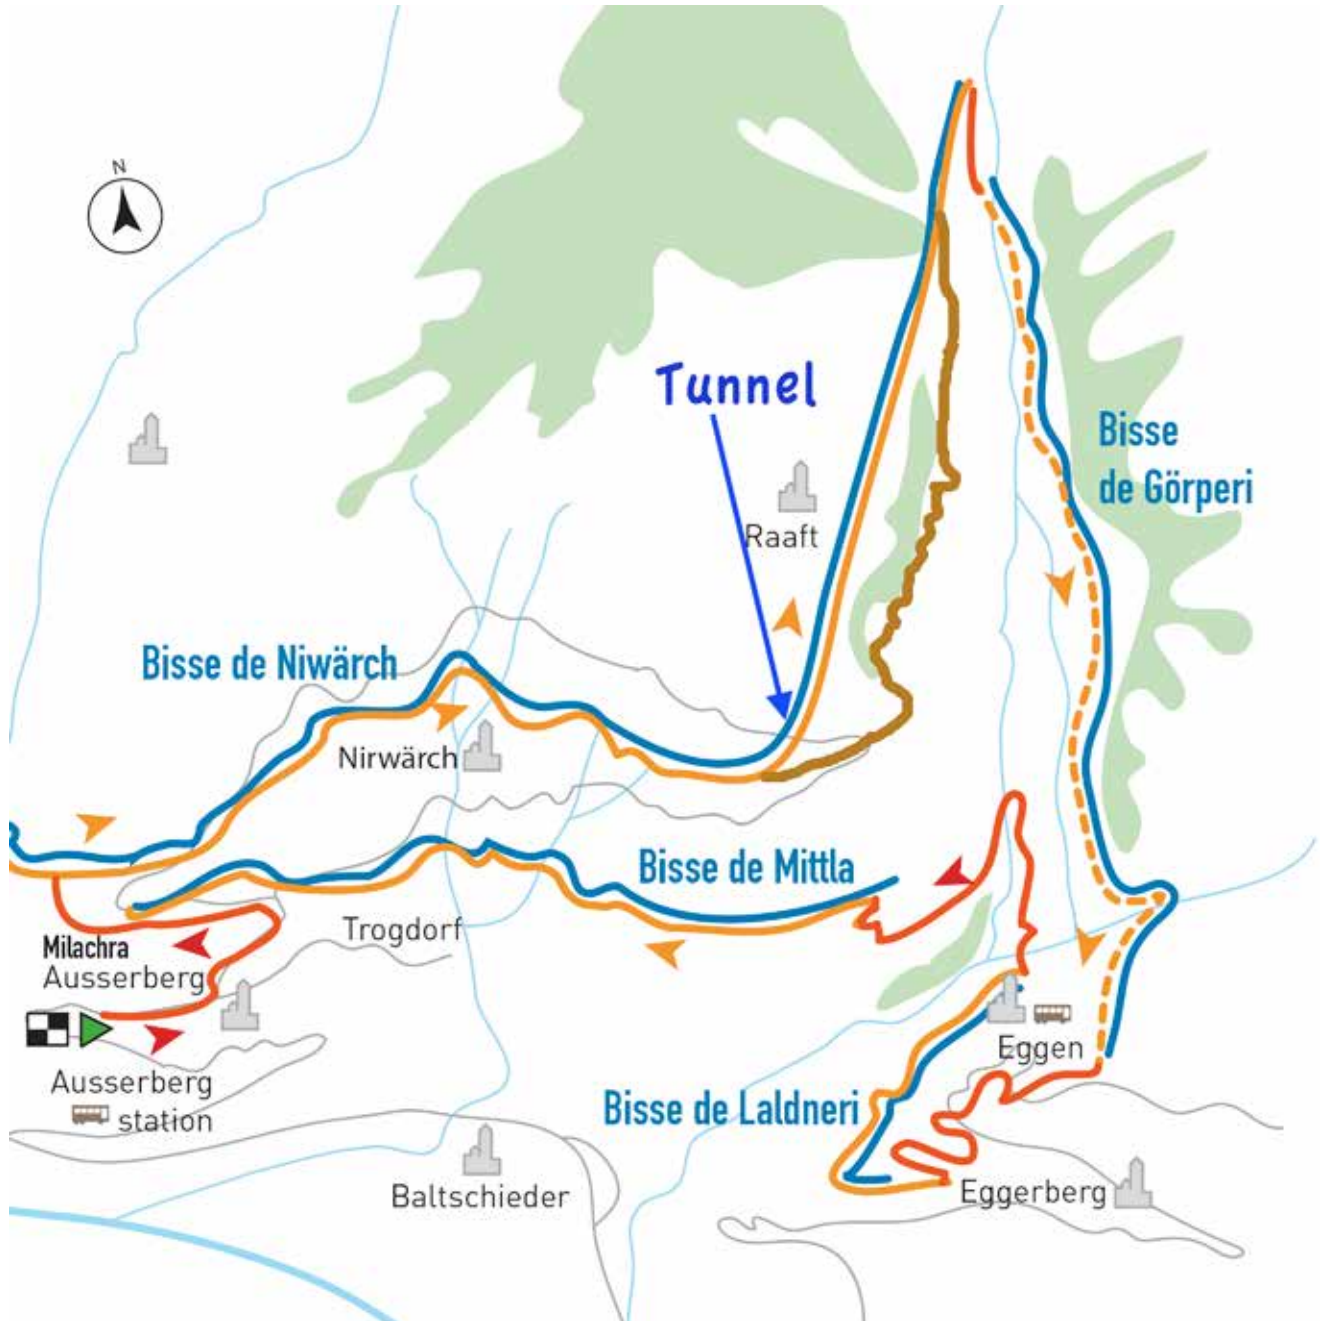 N
Tunnel
Bisse
de Görperi
Raaft
Bisse de Niwärch
Nirwärch
Bisse de Mittla
Trogdorf
Milachra
Ausserberg
Eggen
Ausserberg
station
Bisse de Laldneri
Baltschieder
Eggerberg